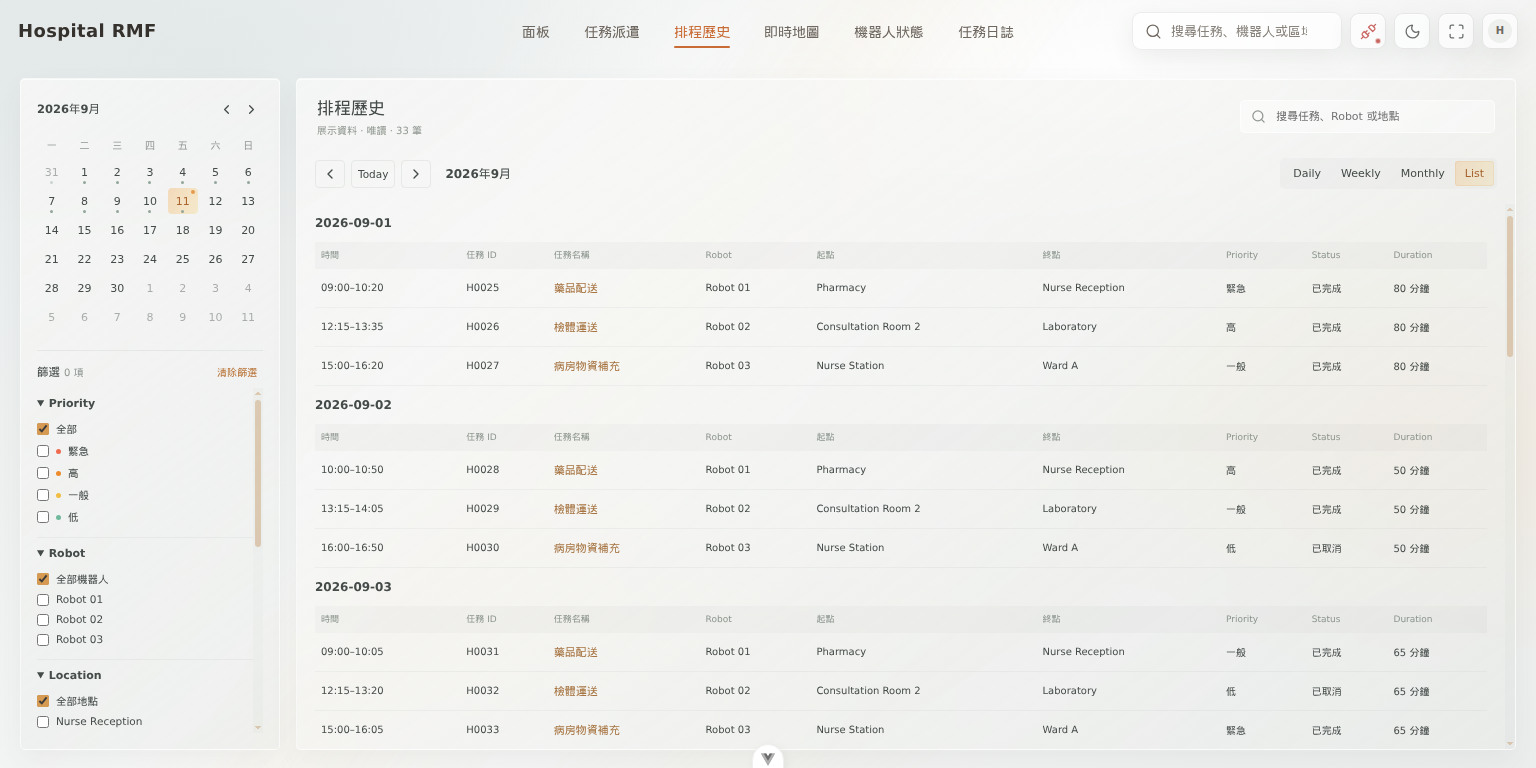 Hospital RMF
面板 任務派遣 排程歷史 即時地圖 機器人狀態 任務日誌
搜尋任務、機器人或區
H
2026年9月
一 二 三 四 五 六 日
31 1 2 3 4 5 6
7 8 9 10 11 12 13
14 15 16 17 18 19 20
21 22 23 24 25 26 27
28 29 30 1 2 3 4
5 6 7 8 9 10 11
篩選 0 項 清除篩選
▼ Priority
全部
緊急
高
一般
低
▼ Robot
全部機器人
Robot 01
Robot 02
Robot 03
▼ Location
全部地點
Nurse Reception
排程歷史
展示資料 · 唯讀 · 33 筆
搜尋任務、Robot 或地點
Today 2026年9月
Daily Weekly Monthly List
2026-09-01
時間 任務 ID 任務名稱 Robot 起點 終點 Priority Status Duration
09:00–10:20 H0025 藥品配送 Robot 01 Pharmacy Nurse Reception 緊急 已完成 80 分鐘
12:15–13:35 H0026 檢體運送 Robot 02 Consultation Room 2 Laboratory 高 已完成 80 分鐘
15:00–16:20 H0027 病房物資補充 Robot 03 Nurse Station Ward A 一般 已完成 80 分鐘
2026-09-02
時間 任務 ID 任務名稱 Robot 起點 終點 Priority Status Duration
10:00–10:50 H0028 藥品配送 Robot 01 Pharmacy Nurse Reception 高 已完成 50 分鐘
13:15–14:05 H0029 檢體運送 Robot 02 Consultation Room 2 Laboratory 一般 已完成 50 分鐘
16:00–16:50 H0030 病房物資補充 Robot 03 Nurse Station Ward A 低 已取消 50 分鐘
2026-09-03
時間 任務 ID 任務名稱 Robot 起點 終點 Priority Status Duration
09:00–10:05 H0031 藥品配送 Robot 01 Pharmacy Nurse Reception 一般 已完成 65 分鐘
12:15–13:20 H0032 檢體運送 Robot 02 Consultation Room 2 Laboratory 低 已取消 65 分鐘
15:00–16:05 H0033 病房物資補充 Robot 03 Nurse Station Ward A 緊急 已完成 65 分鐘